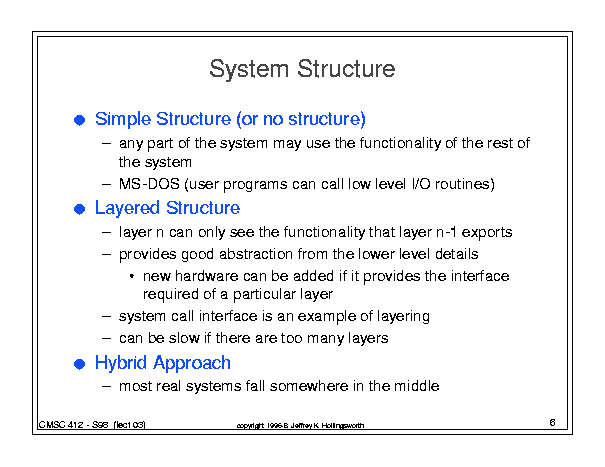 System Structure
● Simple Structure (or no structure)
– any part of the system may use the functionality of the rest of
the system
– MS-DOS (user programs can call low level I/O routines)
● Layered Structure
– layer n can only see the functionality that layer n-1 exports
– provides good abstraction from the lower level details
• new hardware can be added if it provides the interface
required of a particular layer
– system call interface is an example of layering
– can be slow if there are too many layers
● Hybrid Approach
– most real systems fall somewhere in the middle
CMSC 412 - S98 (lect03)
copyright 1996-8 Jeffrey K. Hollingsworth
6